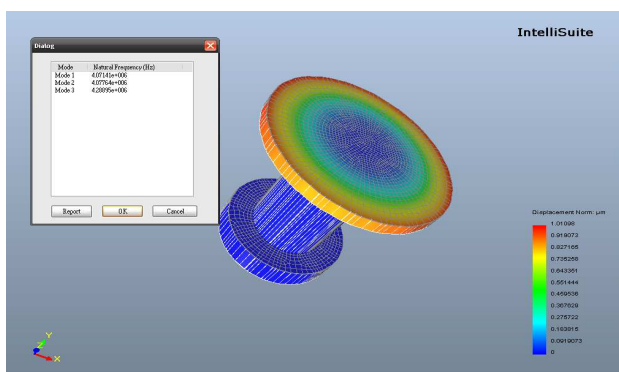 IntelliSuite
Dialog
Mode Natural Frequency (Hz)
Mode 1 4.07141e+006
Mode 2 4.07764e+006
Mode 3 4.28895e+006
Report OK Cancel
Displacement Norm: μm
1.01098
0.919073
0.827165
0.735258
0.643351
0.551444
0.459536
0.367629
0.275722
0.183815
0.0919073
0
Y
Z
X